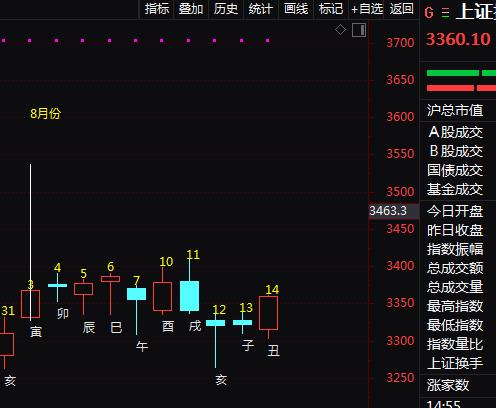 指标 叠加 历史 统计 画线 标记 +自选 返回
G 上证
3360.10
3700
3650
3600
3550
3500
3463.3
3450
3400
3350
3300
3250
8月份
31 3 4 5 6 7 10 11 12 13 14
亥 寅 卯 辰 巳 午 酉 戌 亥 子 丑
沪总市值
A股成交
B股成交
国债成交
基金成交
今日开盘
昨日收盘
指数振幅
总成交额
总成交量
最高指数
最低指数
指数量比
上证换手
涨家数
14:55